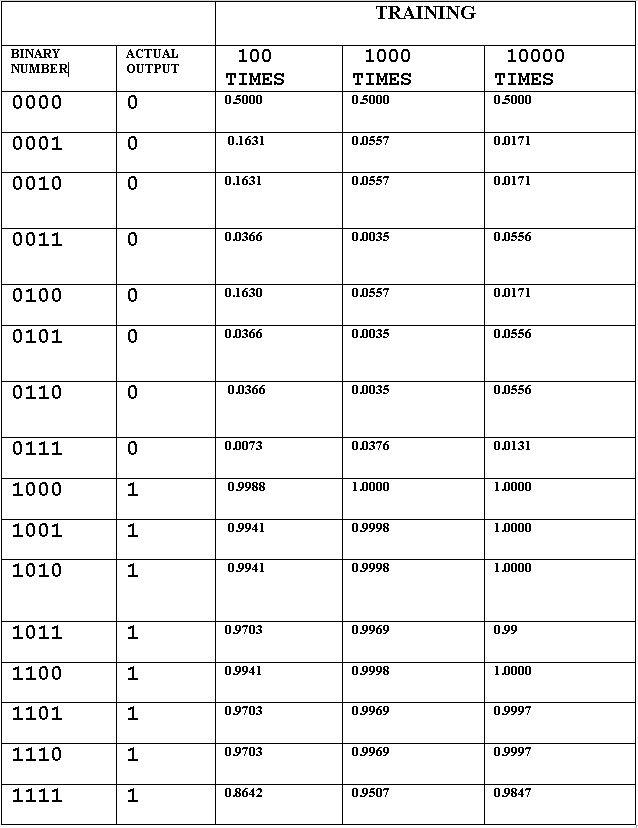 TRAINING
BINARY NUMBER ACTUAL OUTPUT 100 TIMES 1000 TIMES 10000 TIMES
0000 0 0.5000 0.5000 0.5000
0001 0 0.1631 0.0557 0.0171
0010 0 0.1631 0.0557 0.0171
0011 0 0.0366 0.0035 0.0556
0100 0 0.1630 0.0557 0.0171
0101 0 0.0366 0.0035 0.0556
0110 0 0.0366 0.0035 0.0556
0111 0 0.0073 0.0376 0.0131
1000 1 0.9988 1.0000 1.0000
1001 1 0.9941 0.9998 1.0000
1010 1 0.9941 0.9998 1.0000
1011 1 0.9703 0.9969 0.99
1100 1 0.9941 0.9998 1.0000
1101 1 0.9703 0.9969 0.9997
1110 1 0.9703 0.9969 0.9997
1111 1 0.8642 0.9507 0.9847